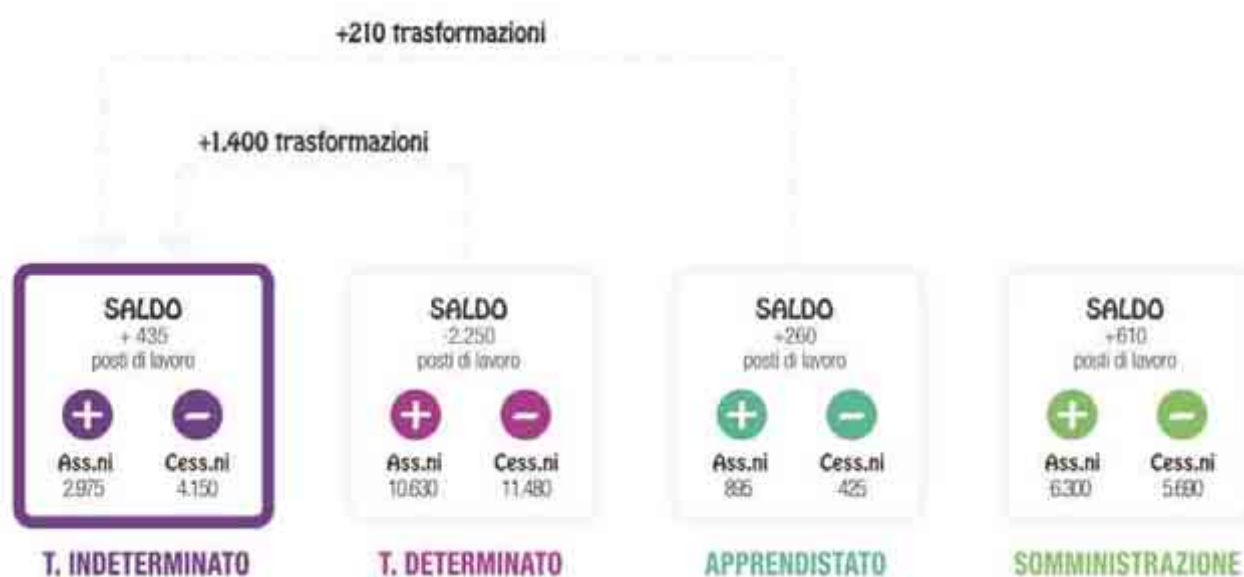 +210 trasformazioni
+1.400 trasformazioni
SALDO
+ 435
posti di lavoro
+ −
Ass.ni Cess.ni
2.975 4.150
T. INDETERMINATO
SALDO
-2.250
posti di lavoro
+ −
Ass.ni Cess.ni
10.630 11.480
T. DETERMINATO
SALDO
+260
posti di lavoro
+ −
Ass.ni Cess.ni
895 425
APPRENDISTATO
SALDO
+610
posti di lavoro
+ −
Ass.ni Cess.ni
6.300 5.690
SOMMINISTRAZIONE